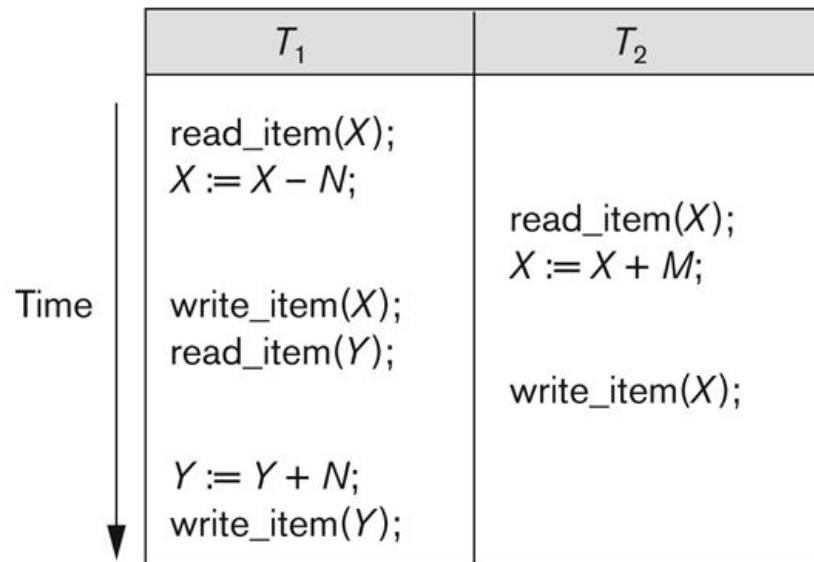 T₁ T₂
read_item(X);
X := X – N;
read_item(X);
X := X + M;
Time
write_item(X);
read_item(Y);
write_item(X);
Y := Y + N;
write_item(Y);